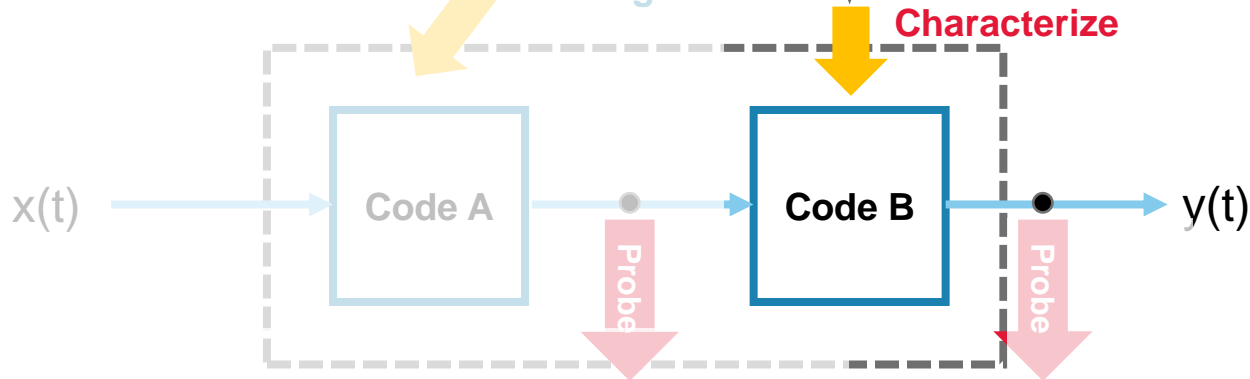 g
Characterize
x(t)
Code A
Code B
y(t)
Probe
Probe